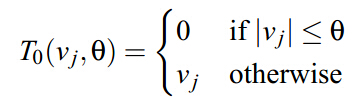 T₀(vⱼ,θ) = { 0 if |vⱼ| ≤ θ
vⱼ otherwise